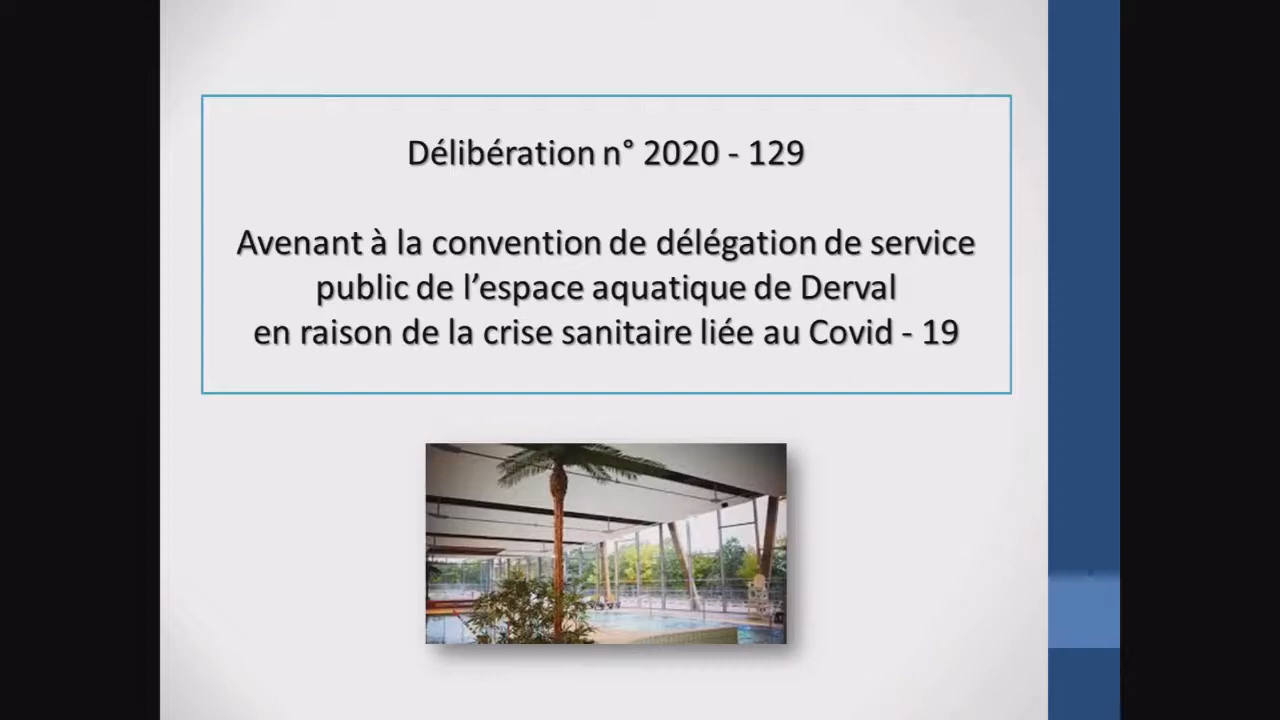 Délibération n° 2020 - 129
Avenant à la convention de délégation de service
public de l’espace aquatique de Derval
en raison de la crise sanitaire liée au Covid - 19